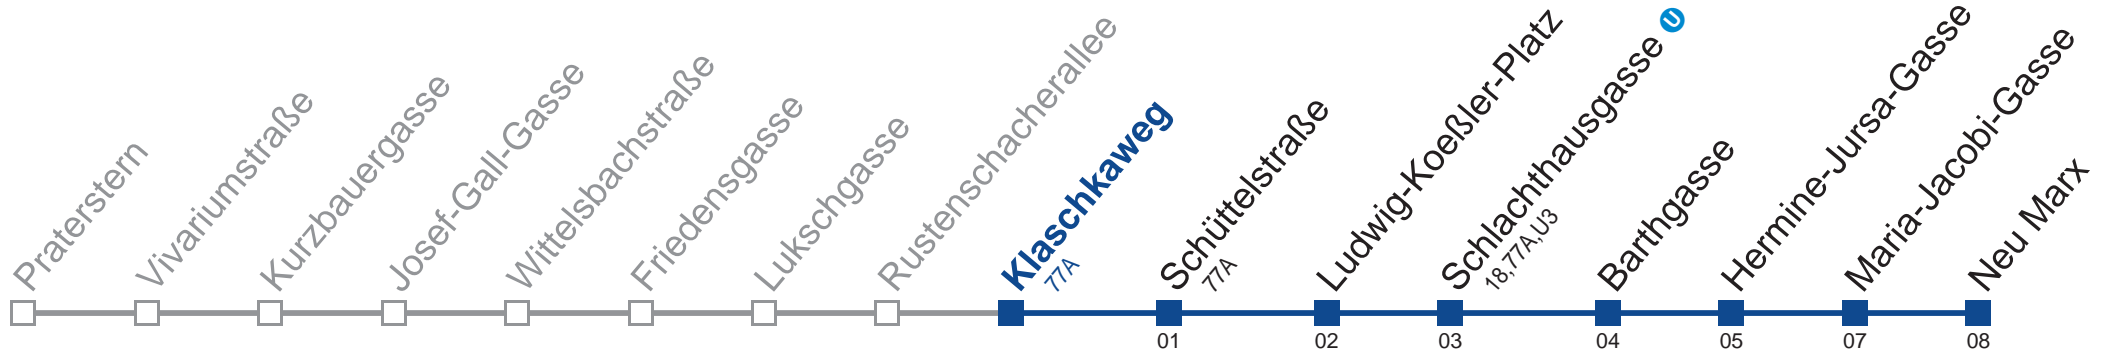 Praterstern
Vivariumstraße
Kurzbauergasse
Josef-Gall-Gasse
Wittelsbachstraße
Friedensgasse
Lukschgasse
Rustenschacherallee
Klaschkaweg
77A
Schüttelstraße
77A
Ludwig-Koeßler-Platz
Schlachthausgasse U
18,77A,U3
Barthgasse
Hermine-Jursa-Gasse
Maria-Jacobi-Gasse
Neu Marx
01 02 03 04 05 07 08